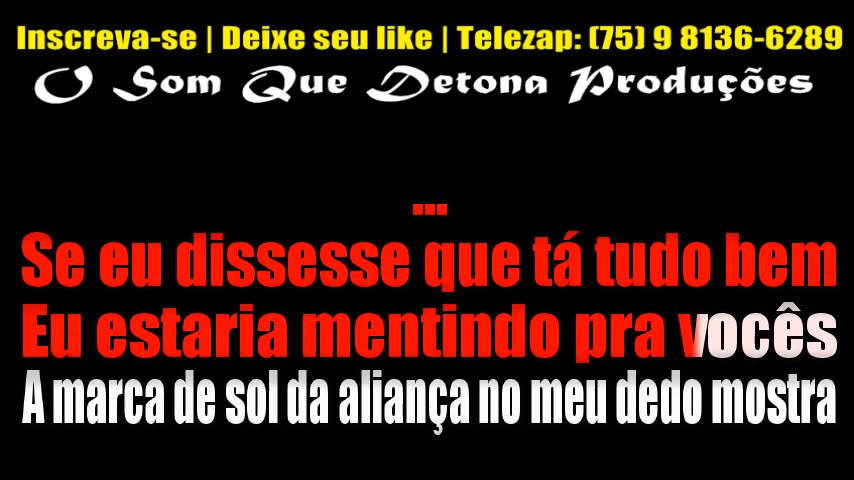 Inscreva-se | Deixe seu like | Telezap: (75) 9 8136-6289
O Som Que Detona Produções
...
Se eu dissesse que tá tudo bem
Eu estaria mentindo pra vocês
A marca de sol da aliança no meu dedo mostra